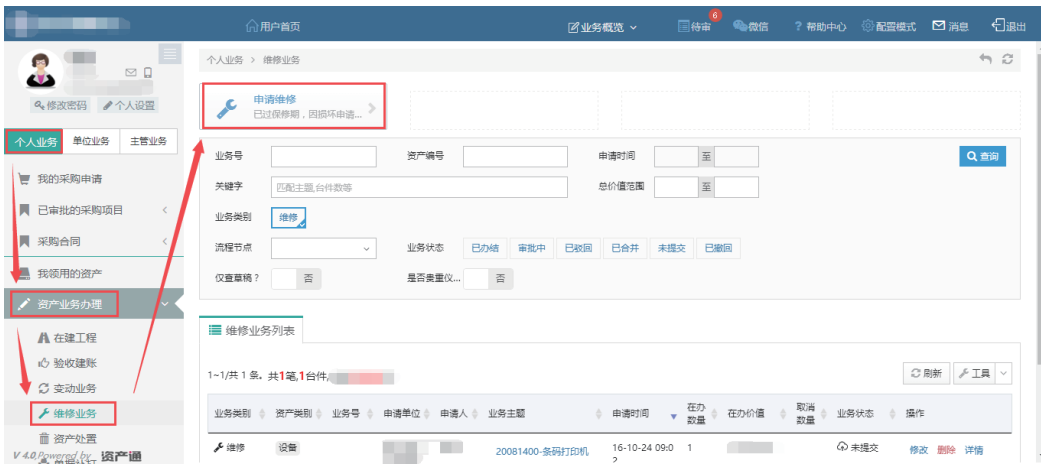 用户首页 业务概览 待审 6 微信 ? 帮助中心 配置模式 消息 退出
修改密码 个人设置
个人业务 单位业务 主管业务
我的采购申请
已审批的采购项目
采购合同
我领用的资产
资产业务办理
在建工程
验收建账
变动业务
维修业务
资产处置
V 4.0 Powered by 资产通
个人业务 > 维修业务
申请维修
已过保修期，因损坏申请...
业务号 资产编号 申请时间 至 查询
关键字 匹配主题,台件数等 总价值范围 至
业务类别 维修
流程节点 业务状态 已办结 审批中 已驳回 已合并 未提交 已撤回
仅查草稿？ 否 是否贵重仪... 否
维修业务列表
1~1/共 1 条。共1笔,1台件, 刷新 工具
业务类别 资产类别 业务号 申请单位 申请人 业务主题 申请时间 在办数量 在办价值 取消数量 业务状态 操作
维修 设备 20081400-条码打印机 16-10-24 09:02 1 未提交 修改 删除 详情